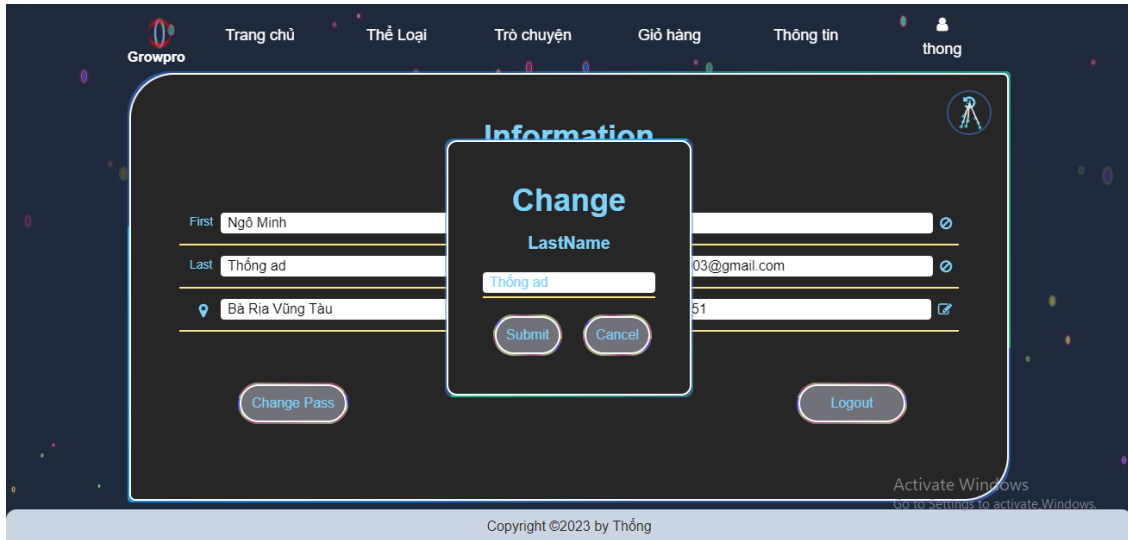 Trang chủ Thể Loại Trò chuyện Giỏ hàng Thông tin
thong
Growpro
Information
Change
LastName
First Ngô Minh
Last Thống ad 03@gmail.com
Thống ad
Bà Rịa Vũng Tàu 51
Submit Cancel
Change Pass Logout
Activate Windows
Go to Settings to activate Windows.
Copyright ©2023 by Thống